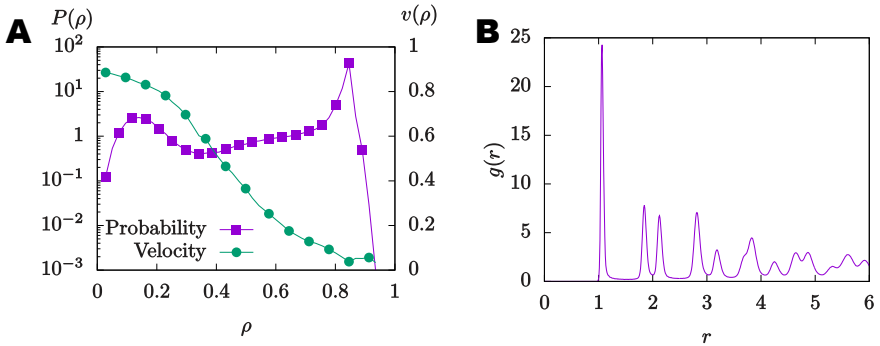 A
P(ρ)
v(ρ)
10²
10¹
1
10⁻¹
10⁻²
10⁻³
1
0.8
0.6
0.4
0.2
0
Probability
Velocity
0 0.2 0.4 0.6 0.8 1
ρ
B
25
20
15
10
5
0
g(r)
0 1 2 3 4 5 6
r